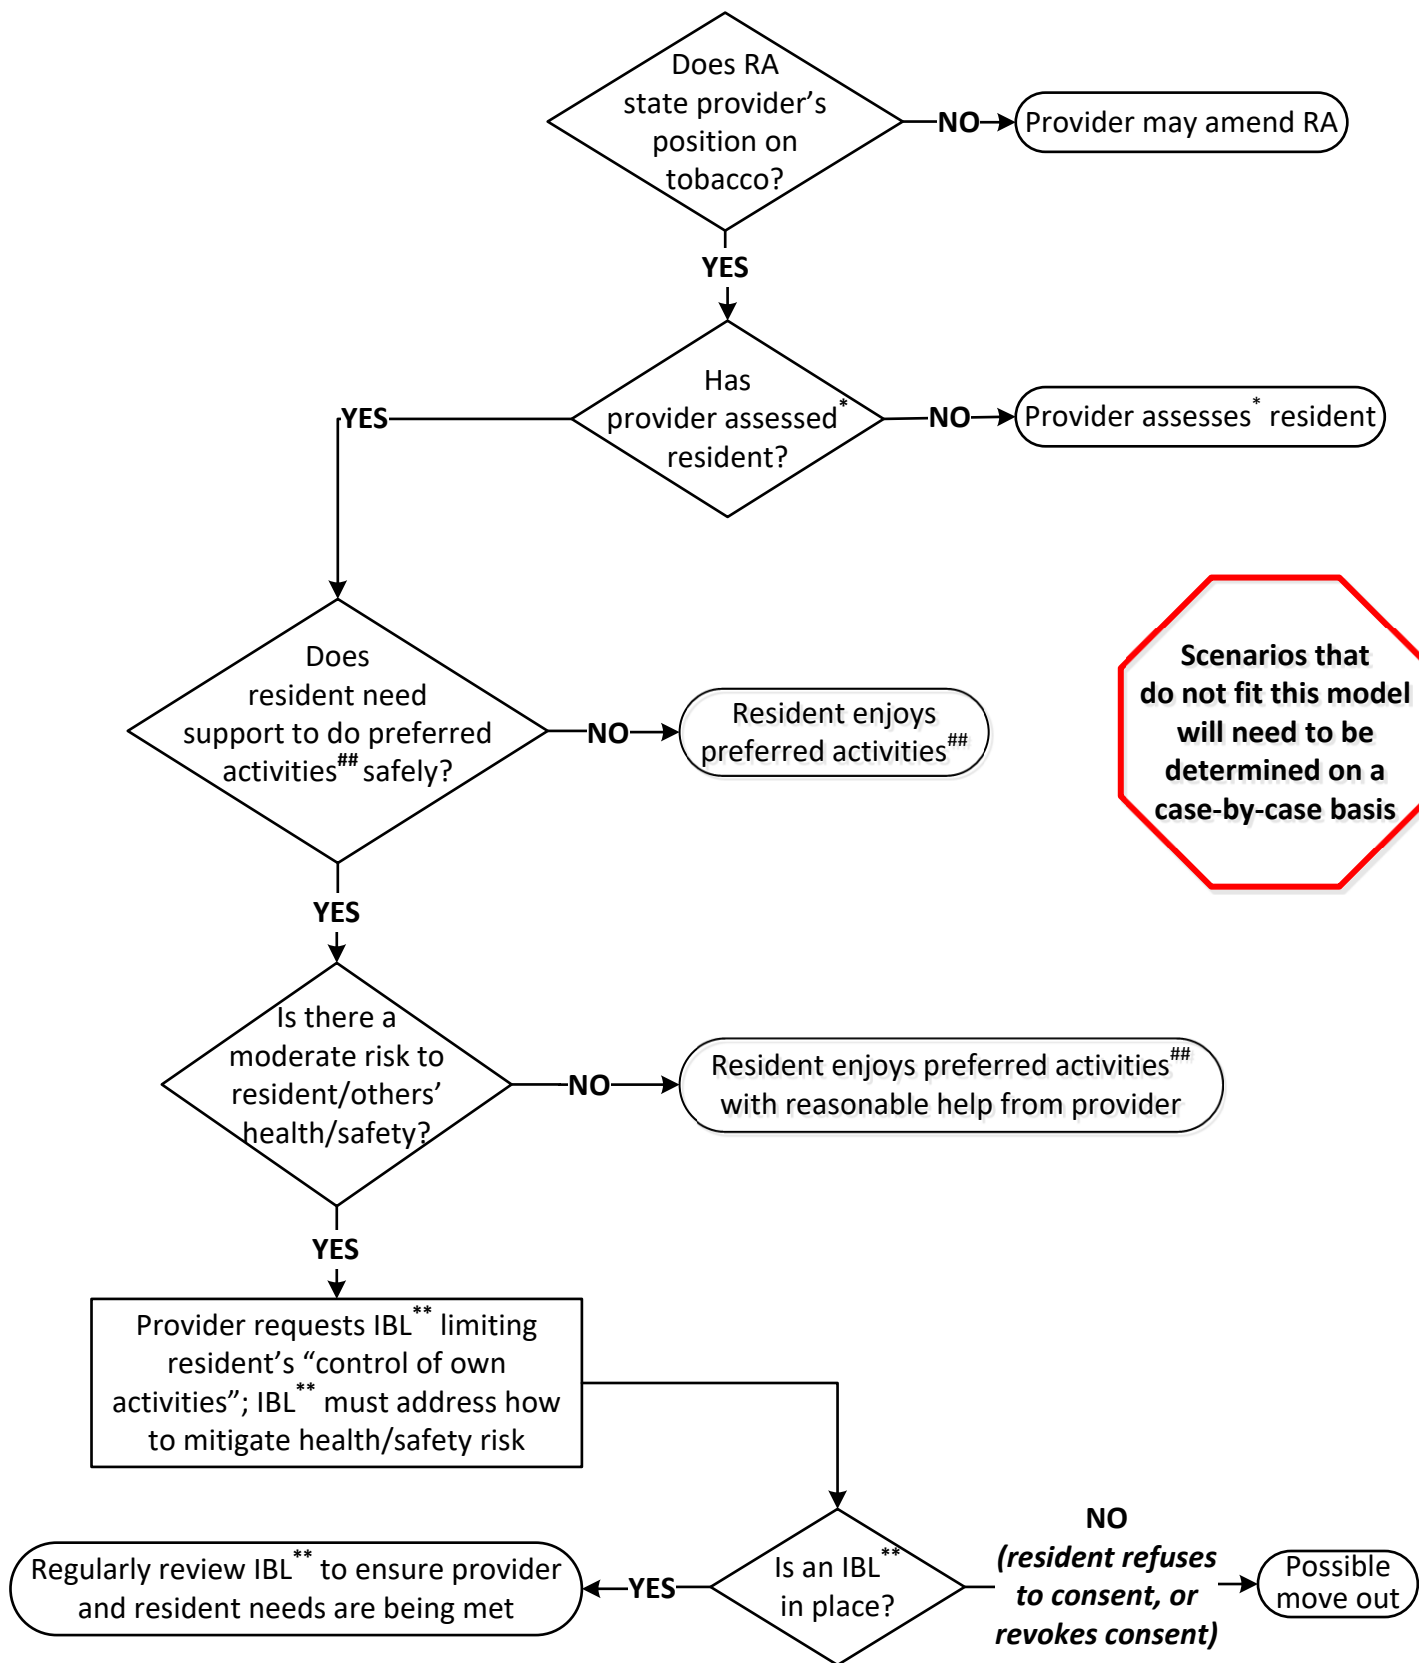 Does RA
state provider's
position on
tobacco?
NO
Provider may amend RA
YES
Has
provider assessed*
resident?
YES
NO
Provider assesses* resident
Does
resident need
support to do preferred
activities## safely?
NO
Resident enjoys
preferred activities##
Scenarios that
do not fit this model
will need to be
determined on a
case-by-case basis
YES
Is there a
moderate risk to
resident/others'
health/safety?
NO
Resident enjoys preferred activities##
with reasonable help from provider
YES
Provider requests IBL** limiting
resident's “control of own
activities”; IBL** must address how
to mitigate health/safety risk
Is an IBL**
in place?
YES
Regularly review IBL** to ensure provider
and resident needs are being met
NO
(resident refuses
to consent, or
revokes consent)
Possible
move out